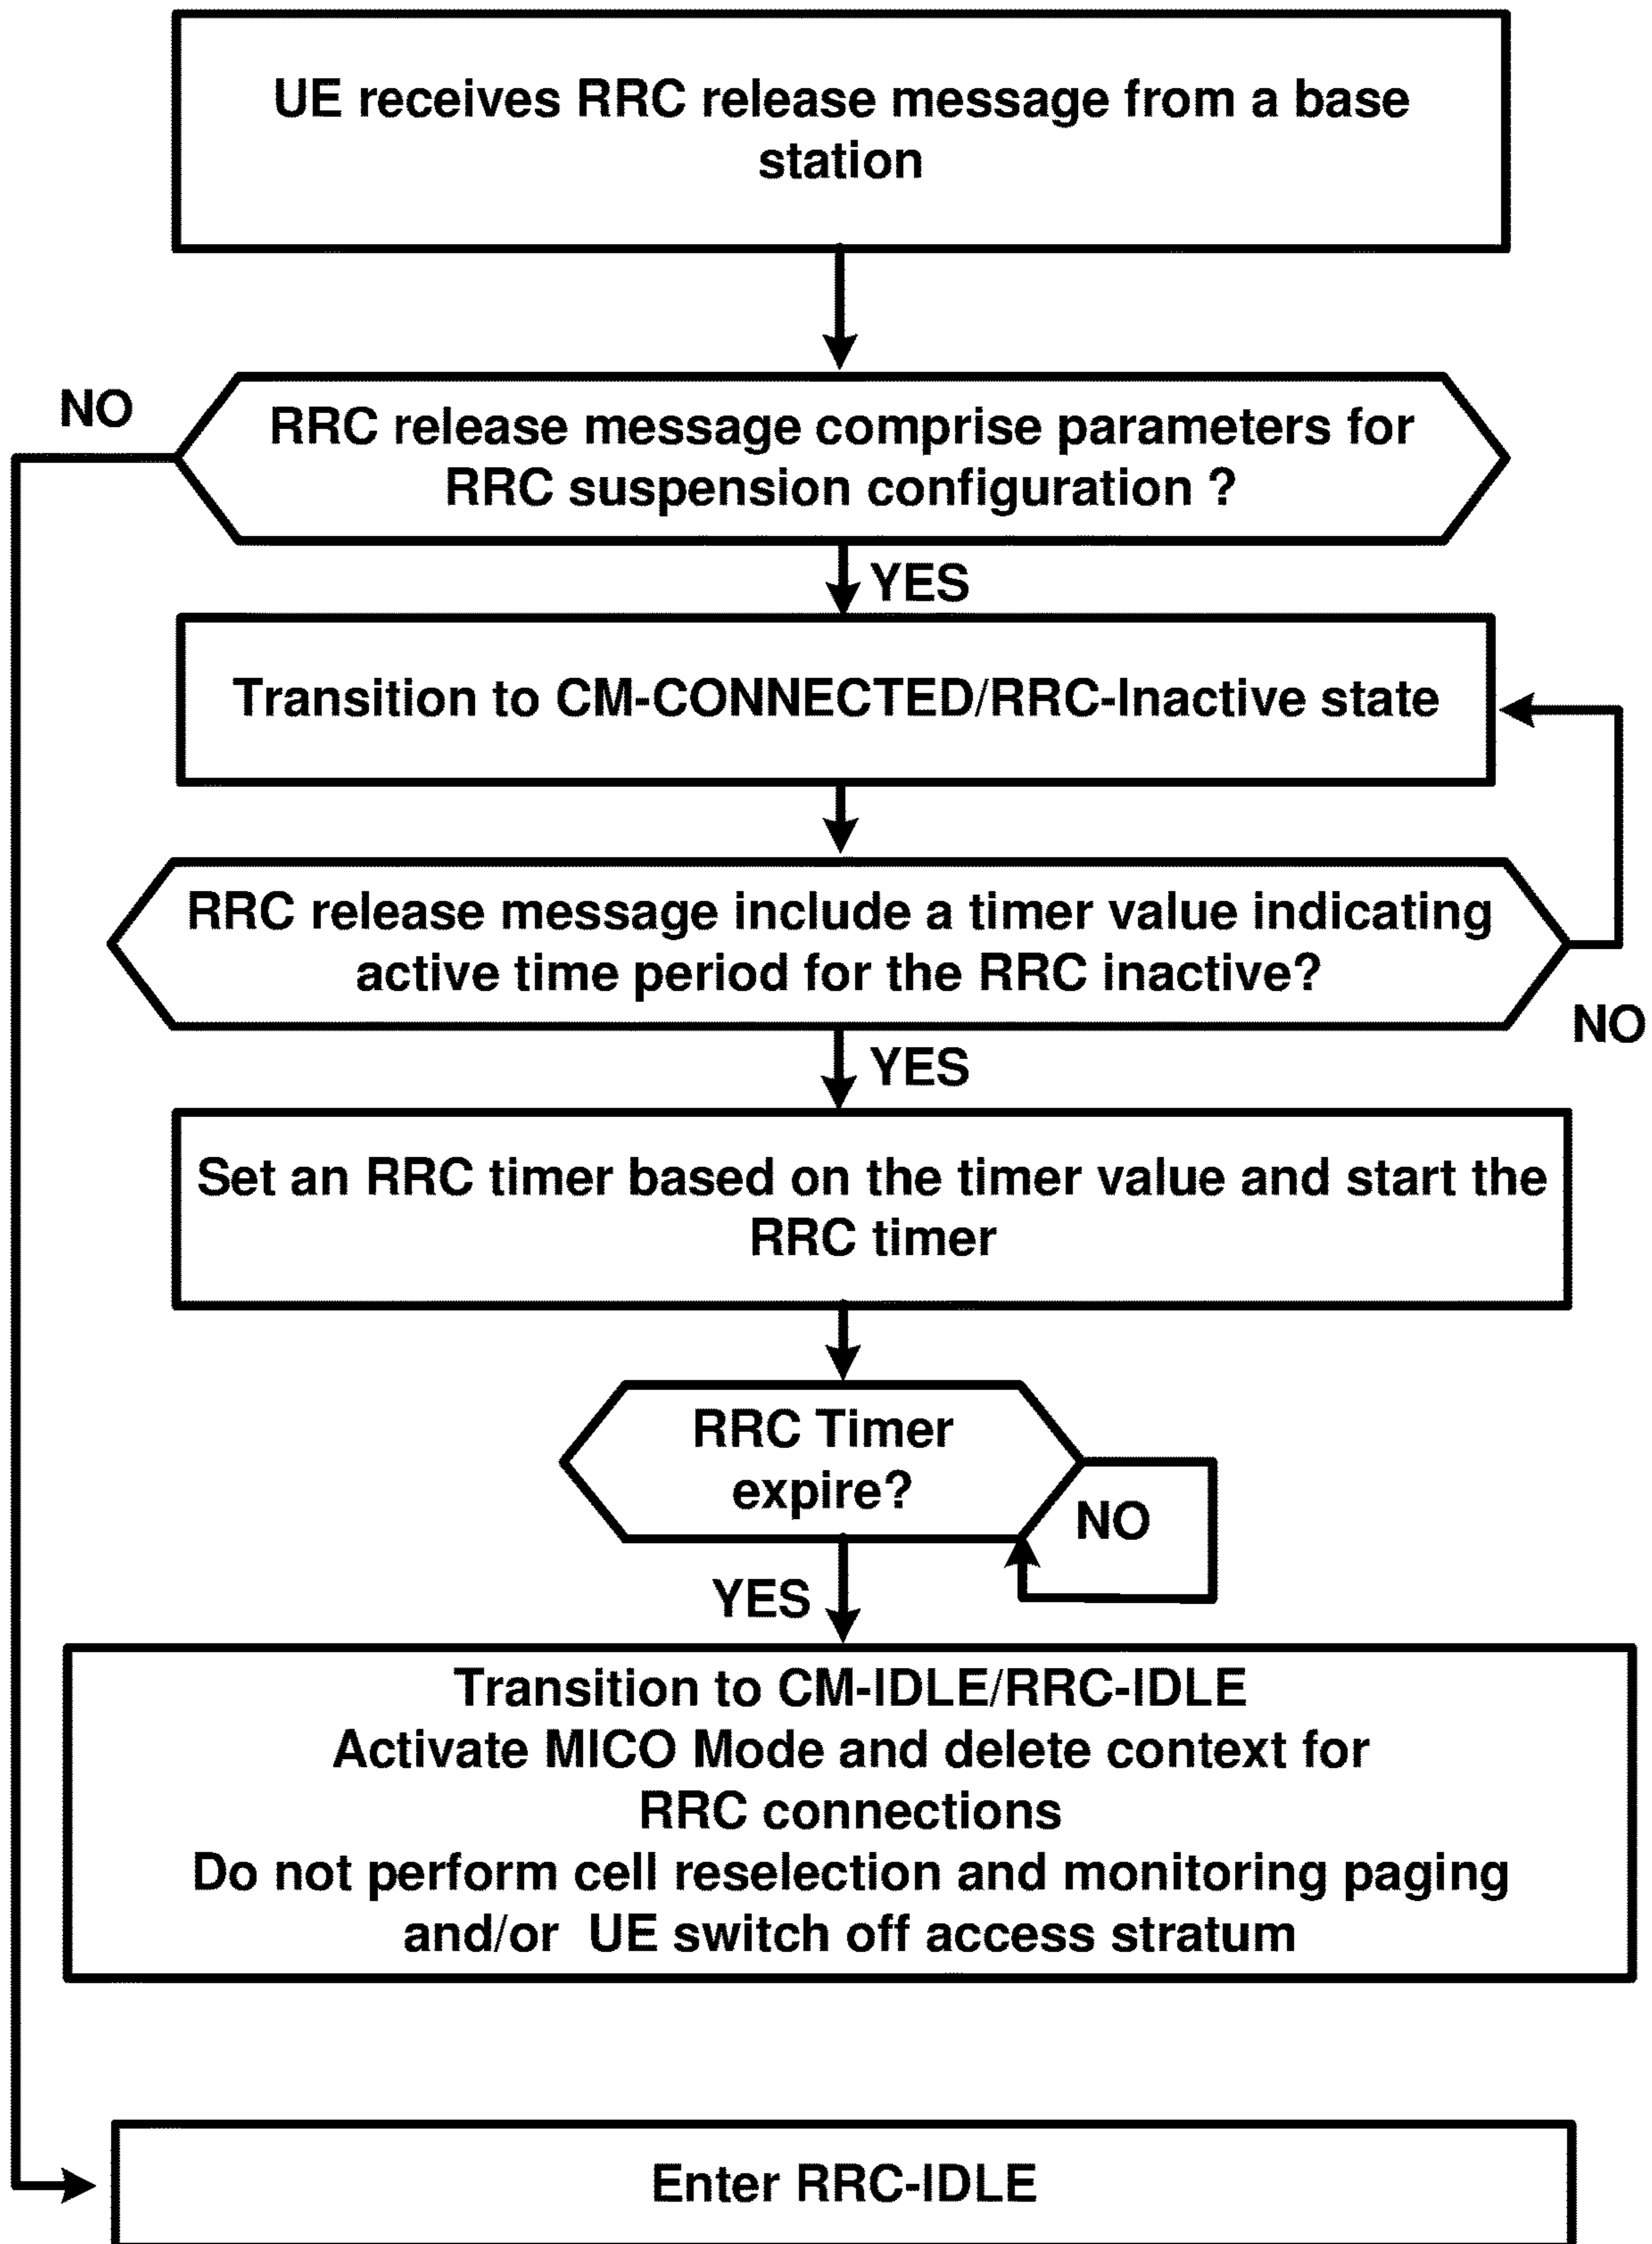 UE receives RRC release message from a base
station
NO
RRC release message comprise parameters for
RRC suspension configuration ?
YES
Transition to CM-CONNECTED/RRC-Inactive state
RRC release message include a timer value indicating
active time period for the RRC inactive?
NO
YES
Set an RRC timer based on the timer value and start the
RRC timer
RRC Timer
expire?
NO
YES
Transition to CM-IDLE/RRC-IDLE
Activate MICO Mode and delete context for
RRC connections
Do not perform cell reselection and monitoring paging
and/or  UE switch off access stratum
Enter RRC-IDLE